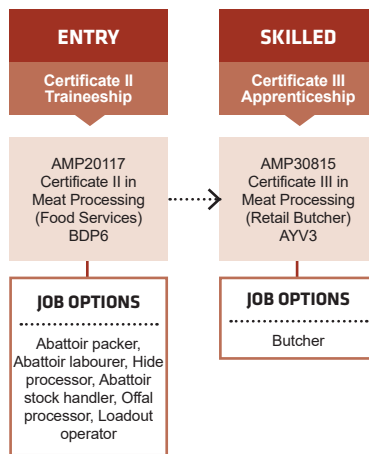 ENTRY
Certificate II
Traineeship
AMP20117
Certificate II in
Meat Processing
(Food Services)
BDP6
JOB OPTIONS
Abattoir packer,
Abattoir labourer, Hide
processor, Abattoir
stock handler, Offal
processor, Loadout
operator
SKILLED
Certificate III
Apprenticeship
AMP30815
Certificate III in
Meat Processing
(Retail Butcher)
AYV3
JOB OPTIONS
Butcher